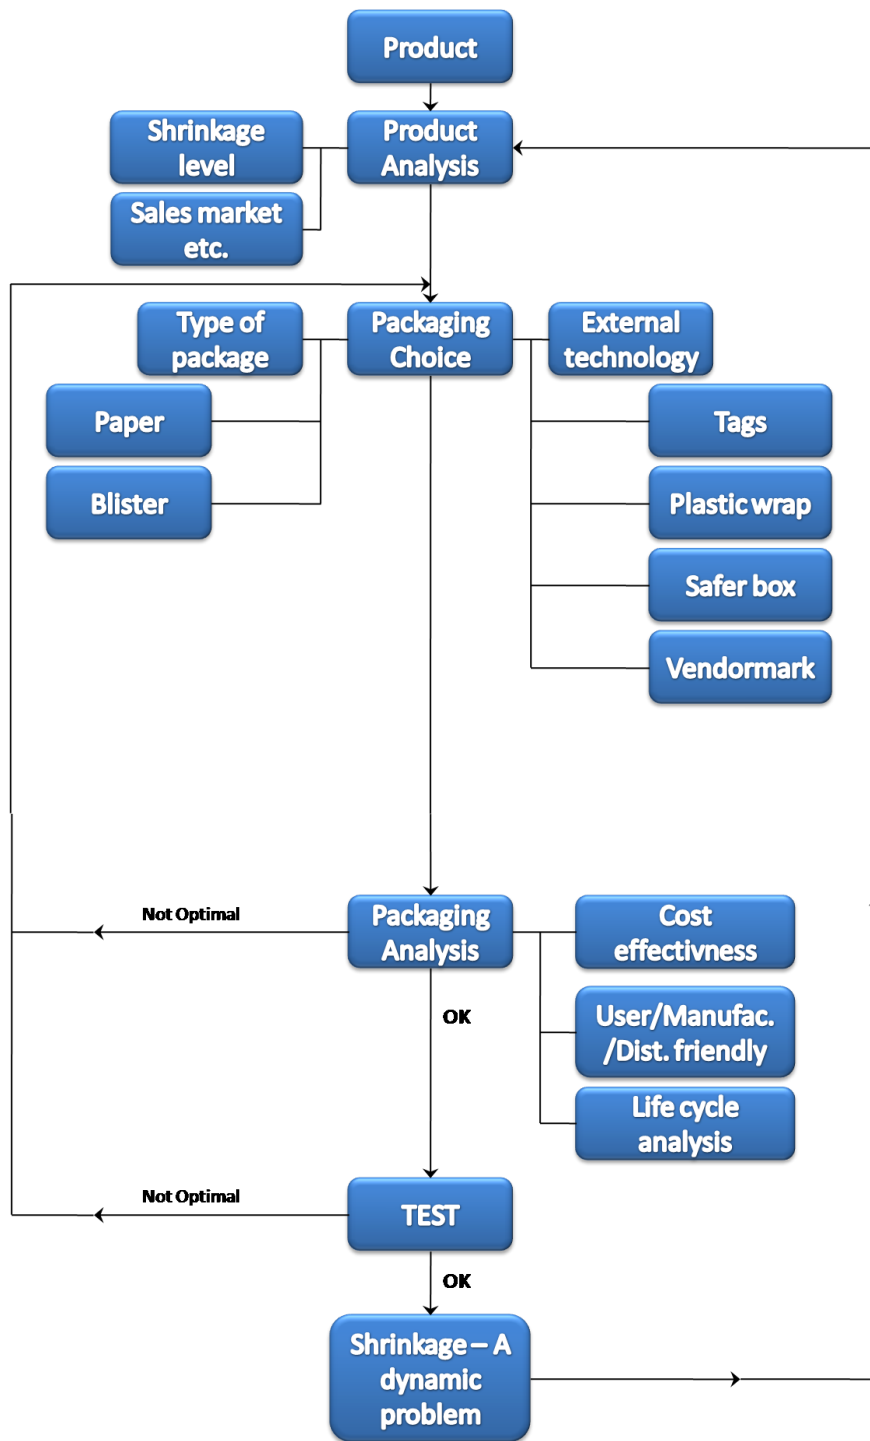 Product
Shrinkage
level
Product
Analysis
Sales market
etc.
Type of
package
Packaging
Choice
External
technology
Paper
Tags
Blister
Plastic wrap
Safer box
Vendormark
Not Optimal
Packaging
Analysis
Cost
effectivness
OK
User/Manufac.
/Dist. friendly
Life cycle
analysis
Not Optimal
TEST
OK
Shrinkage – A
dynamic
problem